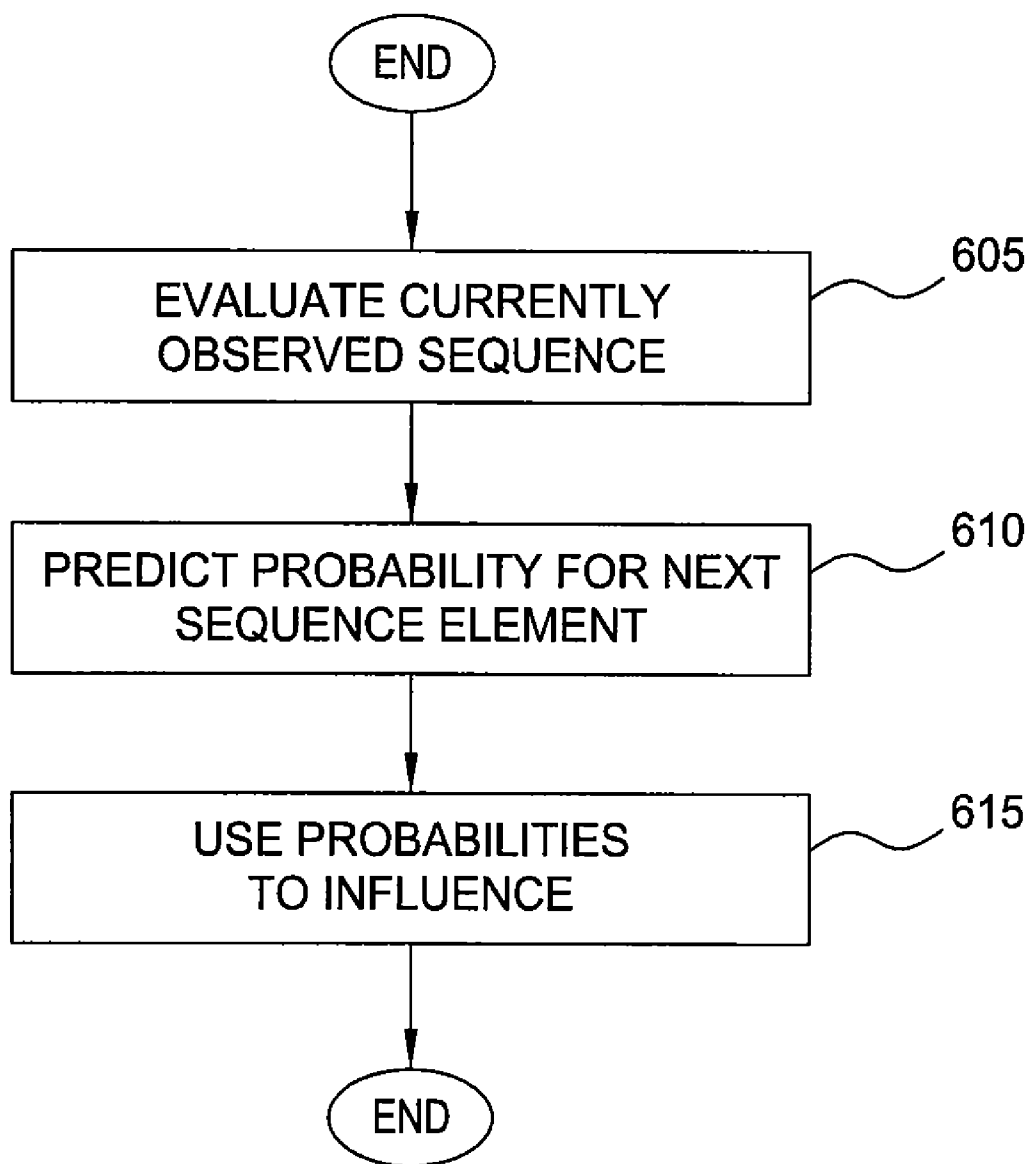 END
EVALUATE CURRENTLY
OBSERVED SEQUENCE
605
PREDICT PROBABILITY FOR NEXT
SEQUENCE ELEMENT
610
USE PROBABILITIES
TO INFLUENCE
615
END